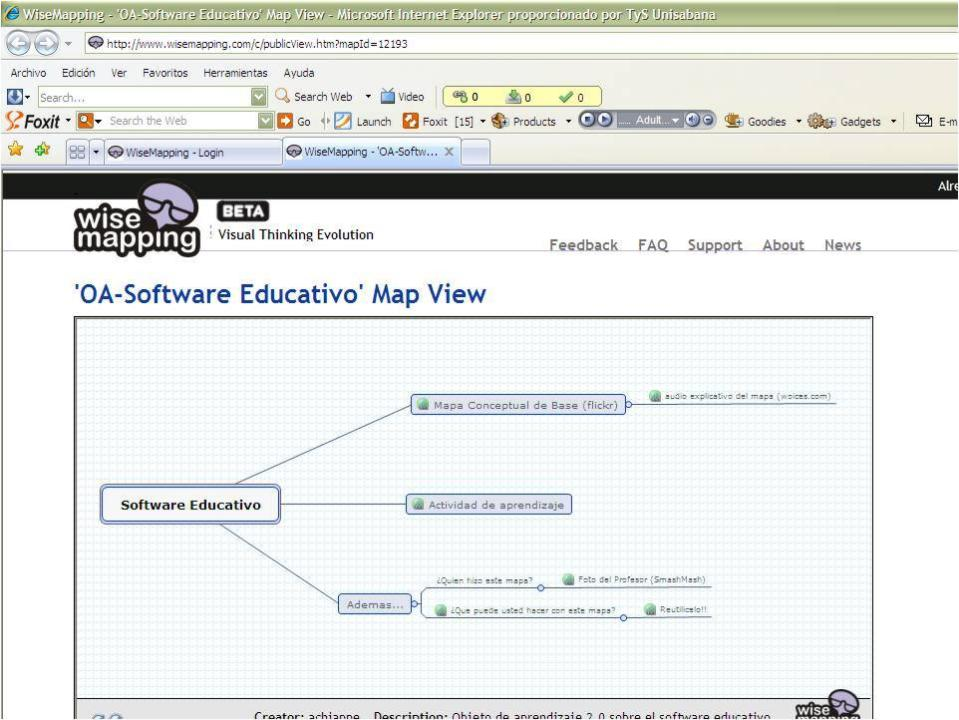 WiseMapping - 'OA-Software Educativo' Map View - Microsoft Internet Explorer proporcionado por TyS Unisabana
http://www.wisemapping.com/c/publicView.htm?mapId=12193
Archivo Edición Ver Favoritos Herramientas Ayuda
Search... Search Web Video 0 0 0
Foxit Search the Web Go Launch Foxit [15] Products .... Adult... Goodies Gadgets E-m
WiseMapping - Login WiseMapping - 'OA-Softw... X
Alre
wise mapping BETA
Visual Thinking Evolution
Feedback FAQ Support About News
'OA-Software Educativo' Map View
Mapa Conceptual de Base (flickr) audio explicativo del mapa (woices.com)
Software Educativo Actividad de aprendizaje
Ademas...
¿Quien hizo este mapa? Foto del Profesor (SmashMash)
¿Que puede usted hacer con este mapa? Reutilicelo!!
Creator: achiappe Description: Objeto de aprendizaje 2.0 sobre el software educativo
wise mapping